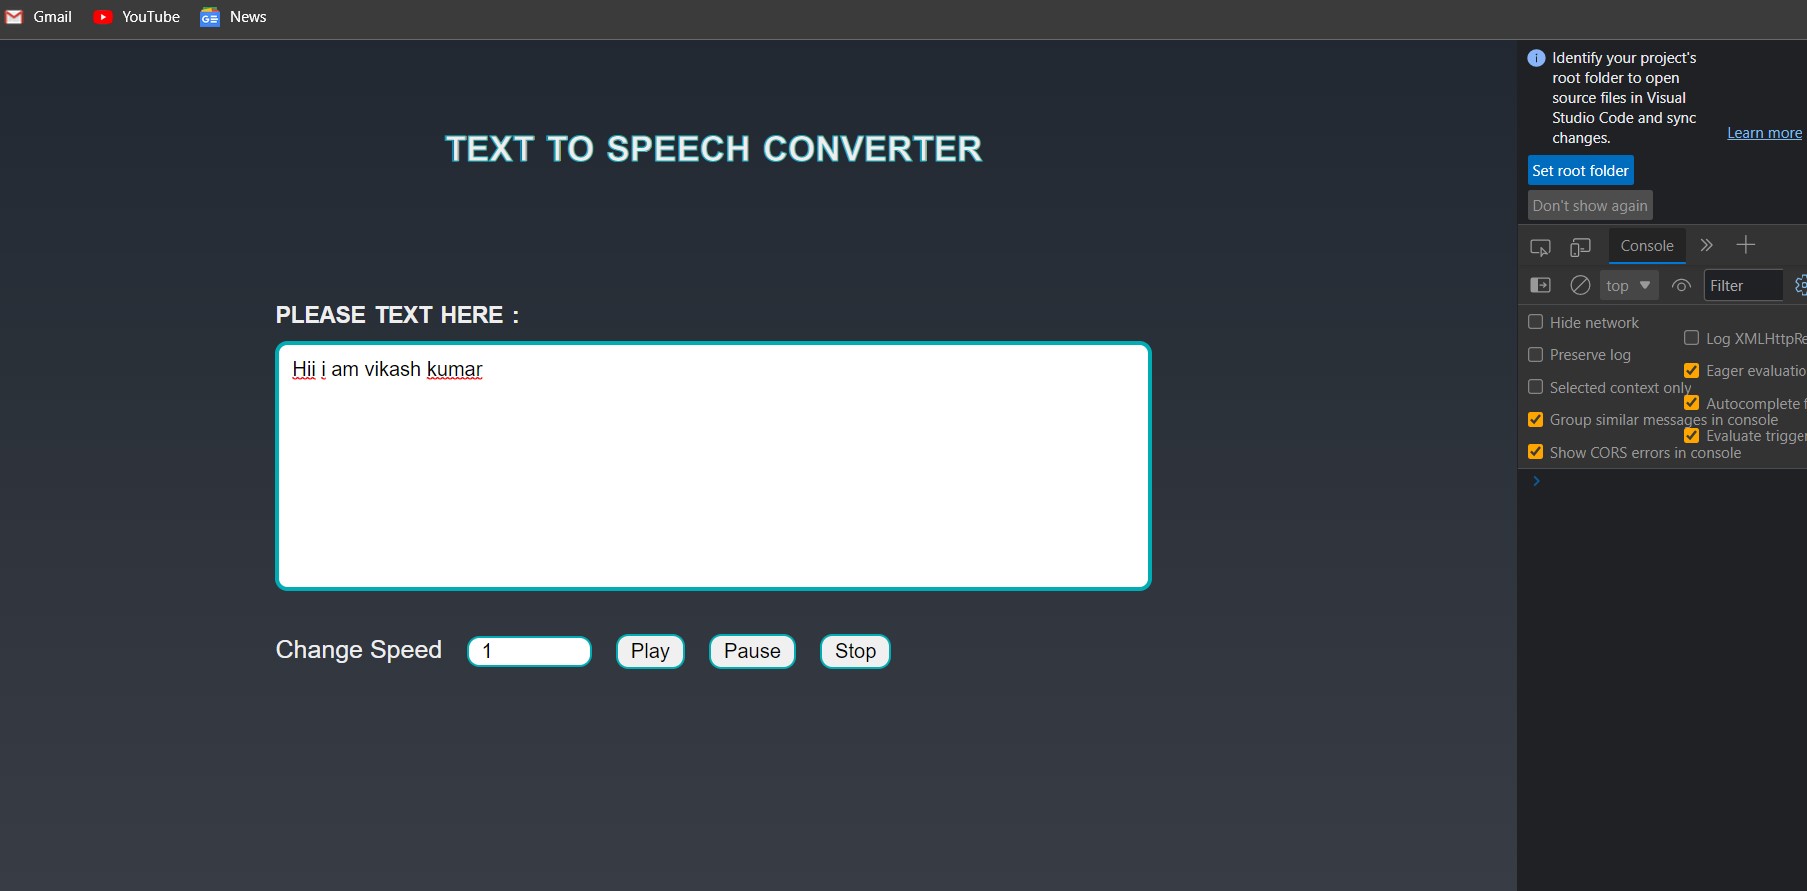 Gmail YouTube News
TEXT TO SPEECH CONVERTER
PLEASE TEXT HERE :
Hii i am vikash kumar
Change Speed 1 Play Pause Stop
Identify your project's
root folder to open
source files in Visual
Studio Code and sync
changes.
Learn more
Set root folder
Don't show again
Console
top Filter
Hide network
Log XMLHttpRe
Preserve log
Eager evaluatio
Selected context only
Autocomplete f
Group similar messages in console
Evaluate trigger
Show CORS errors in console